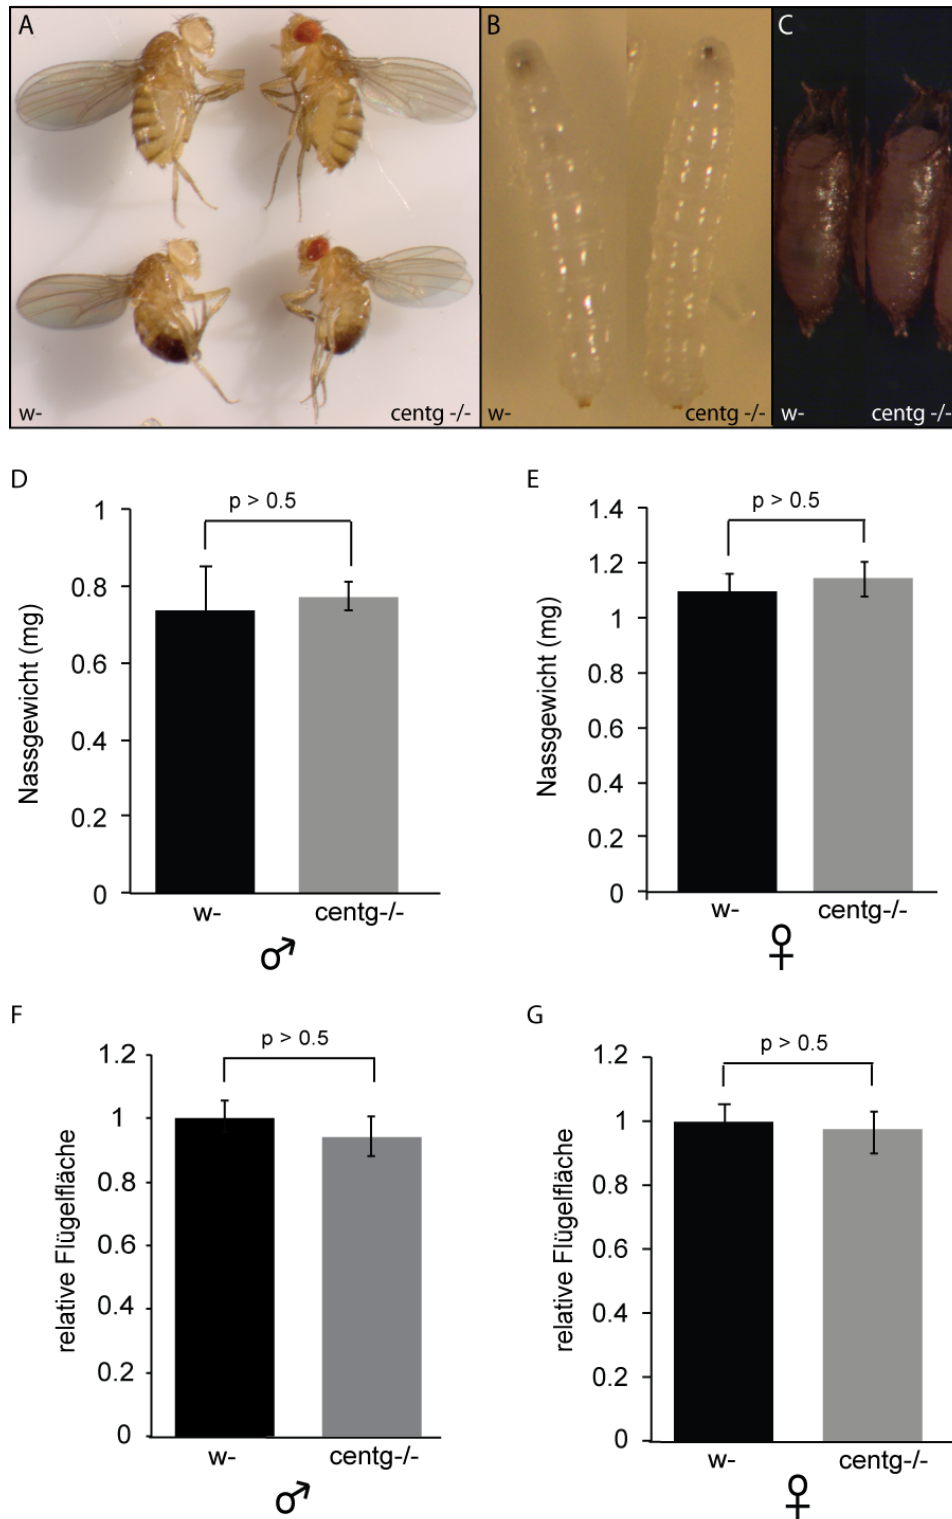 A
B
C
w-
centg -/-
w-
centg -/-
w-
centg -/-
D
p > 0.5
1
0.8
0.6
0.4
0.2
0
Nassgewicht (mg)
w-
centg-/-
♂
E
p > 0.5
1.4
1.2
1
0.8
0.6
0.4
0.2
0
Nassgewicht (mg)
w-
centg-/-
♀
F
p > 0.5
1.2
1
0.8
0.6
0.4
0.2
0
relative Flügelfläche
w-
centg-/-
♂
G
p > 0.5
1.2
1
0.8
0.6
0.4
0.2
0
relative Flügelfläche
w-
centg-/-
♀